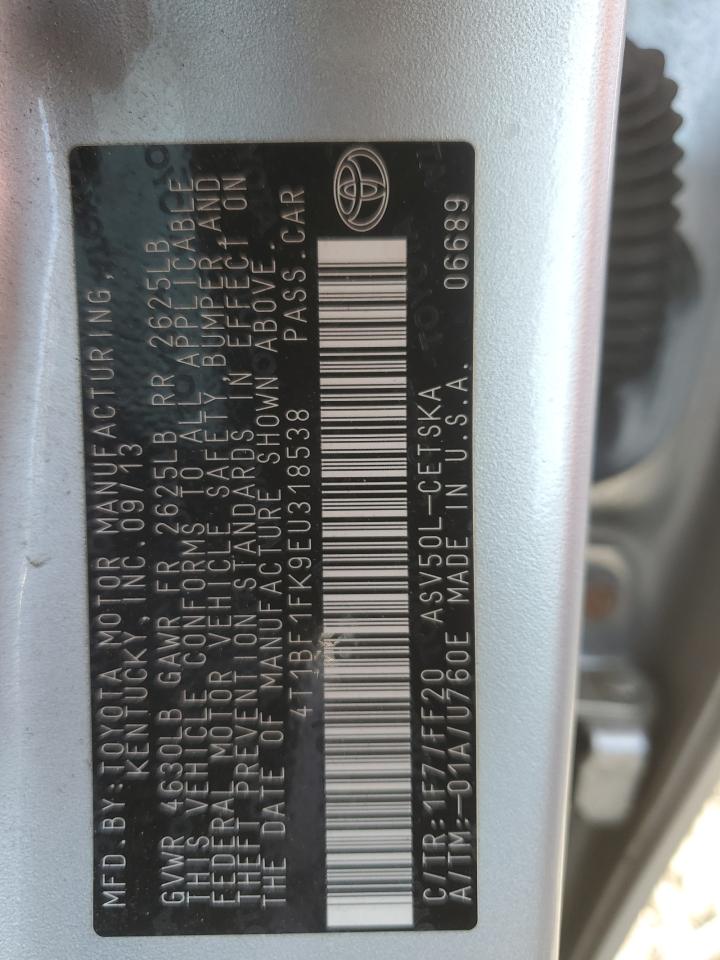 MFD.BY:TOYOTA MOTOR MANUFACTURING,
KENTUCKY, INC.09/13
GVWR 4630LB GAWR FR 2625LB RR 2625LB
THIS VEHICLE CONFORMS TO ALL APPLICABLE
FEDERAL MOTOR VEHICLE SAFETY BUMPER,AND
THEFT PREVENTION STANDARDS IN EFFECT ON
THE DATE OF MANUFACTURE SHOWN ABOVE.
4T1BF1FK9EU318538 PASS.CAR
C/TR:1F7/FF20 ASV50L-CETSKA
A/TM:-01A/U760E MADE IN U.S.A. 06689